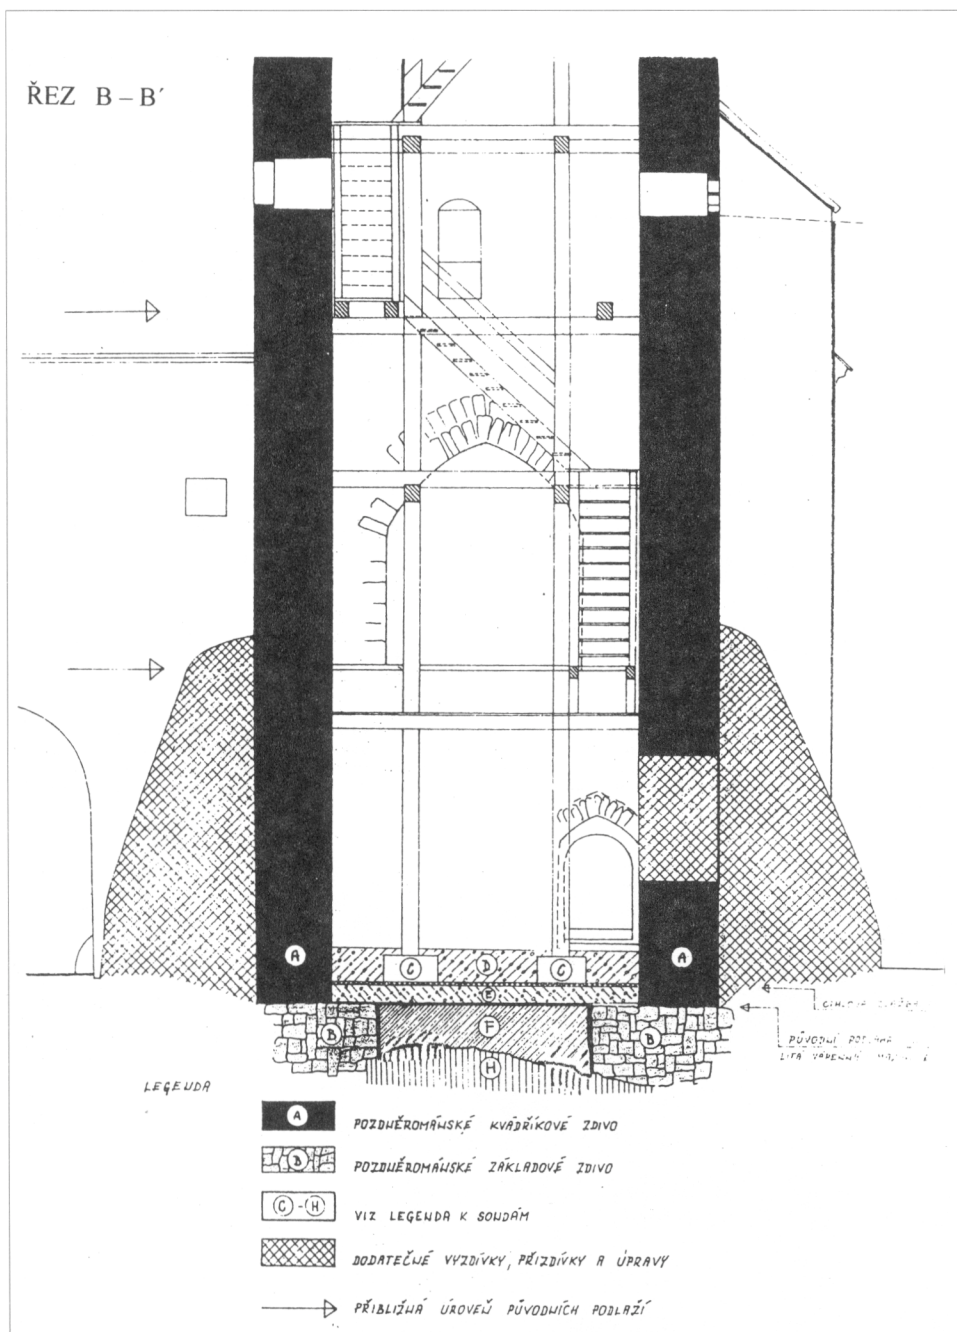 ŘEZ B – B´
A
A
C
D
C
E
B
F
B
H
PŮVODNÍ
LITÁ
LEGENDA
A
POZDNĚROMÁNSKÉ KVÁDŘÍKOVÉ ZDIVO
B
POZDNĚROMÁNSKÉ ZÁKLADOVÉ ZDIVO
C - H
VIZ LEGENDA K SONDÁM
DODATEČNÉ VYZDÍVKY, PŘIZDÍVKY A ÚPRAVY
PŘIBLIŽNÁ ÚROVEŇ PŮVODNÍCH PODLAŽÍ